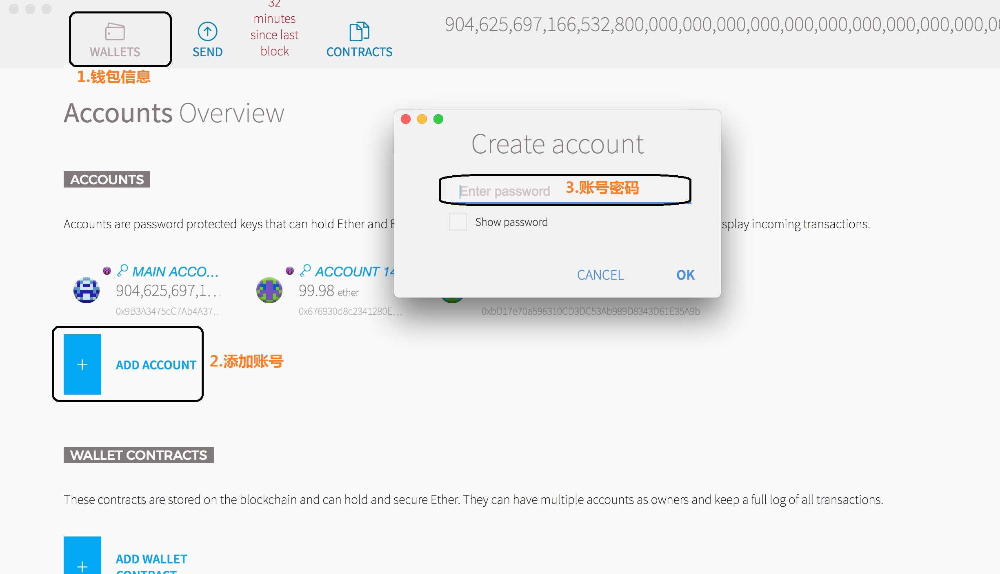 WALLETS
SEND
32
minutes
since last
block
CONTRACTS
904,625,697,166,532,800,000,000,000,000,000,000,000,000,000,000,0
1.钱包信息
Accounts Overview
Create account
Enter password
3.账号密码
Show password
CANCEL
OK
ACCOUNTS
Accounts are password protected keys that can hold Ether and E
splay incoming transactions.
MAIN ACCO...
904,625,697,1...
0x9B3A3475cC7Ab4A37...
ACCOUNT 14
99.98 ether
0x676930d8c2341280E...
0xbD17e70a596310CD3DC53Ab989D8343D61E35A9b
+
ADD ACCOUNT
2.添加账号
WALLET CONTRACTS
These contracts are stored on the blockchain and can hold and secure Ether. They can have multiple accounts as owners and keep a full log of all transactions.
+
ADD WALLET
CONTRACT